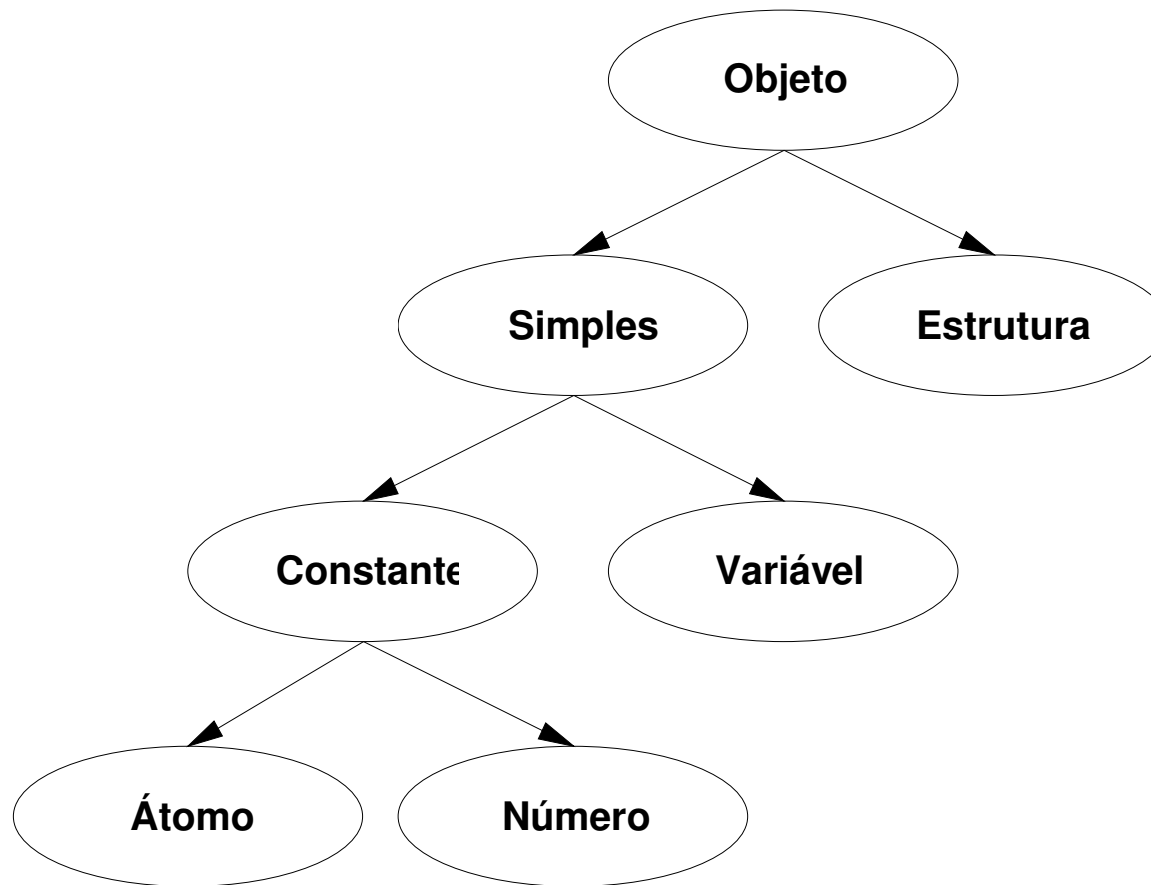 Objeto
Simples
Estrutura
Constante
Variável
Átomo
Número